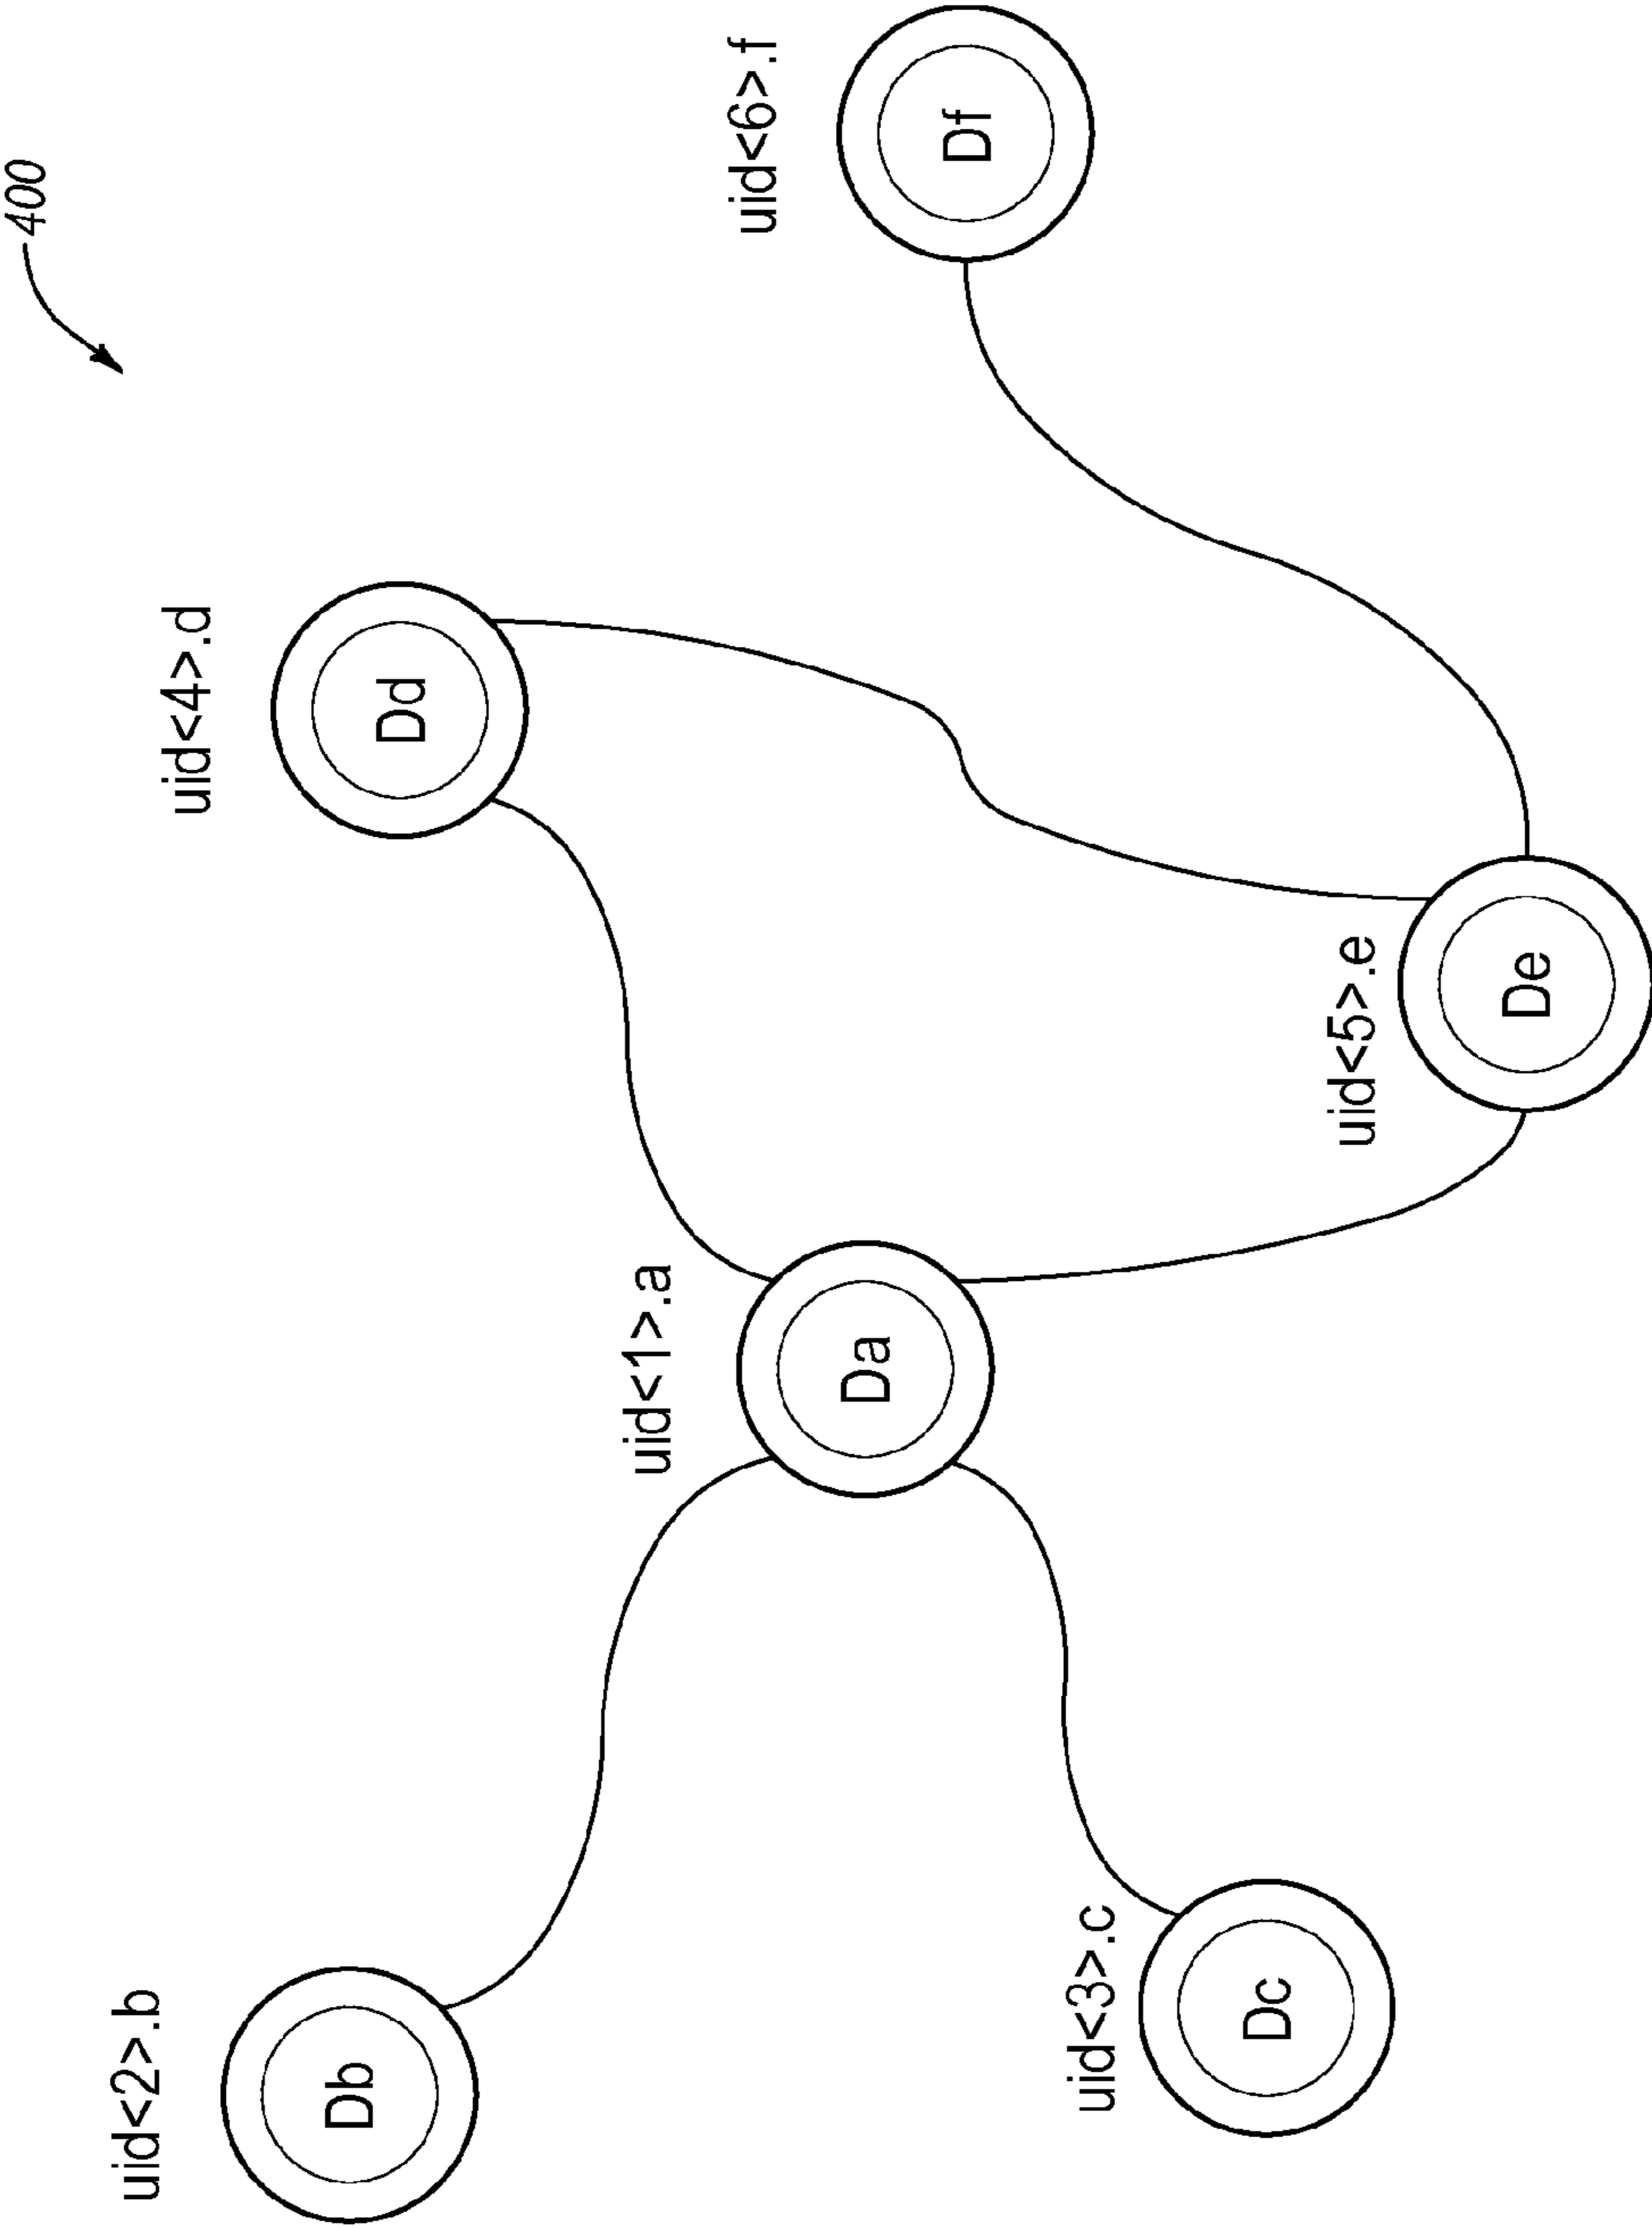 400
uid<2>.b
Db
uid<4>.d
Dd
uid<1>.a
Da
uid<6>.f
Df
uid<3>.c
Dc
uid<5>.e
De